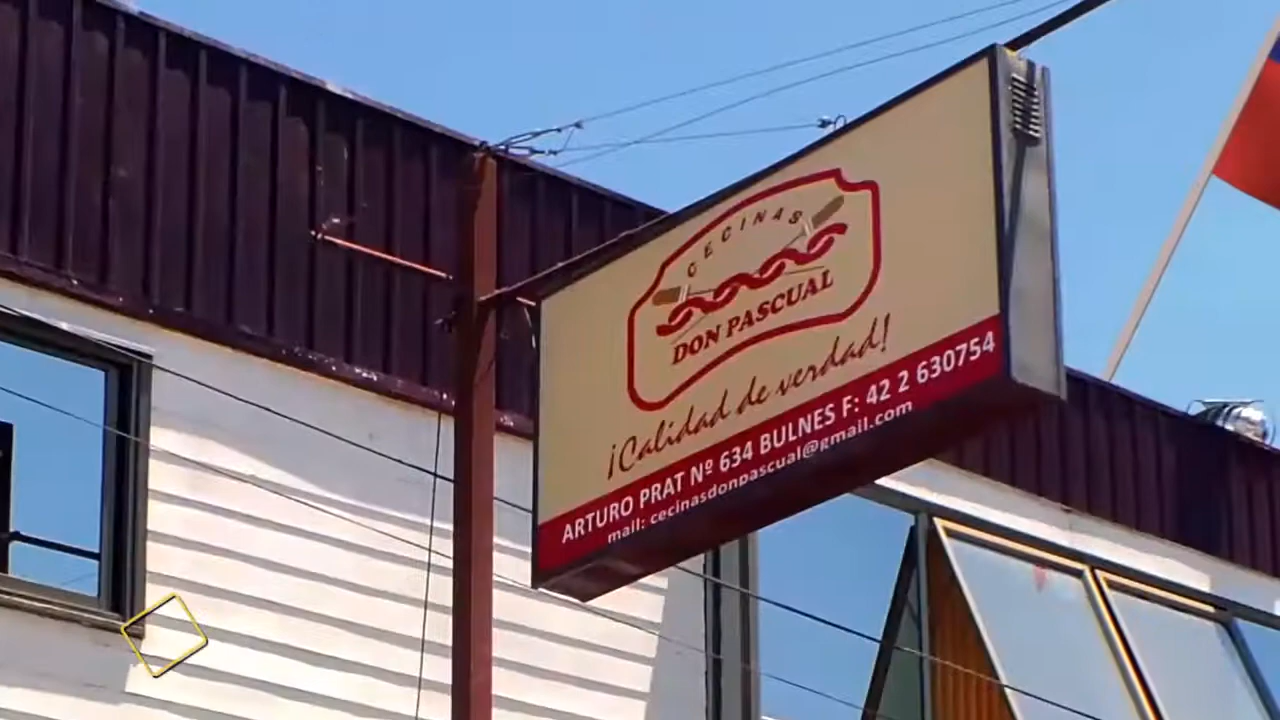 CECINAS
DON PASCUAL
¡Calidad de verdad!
ARTURO PRAT Nº 634 BULNES F: 42 2 630754
mail: cecinasdonpascual@gmail.com